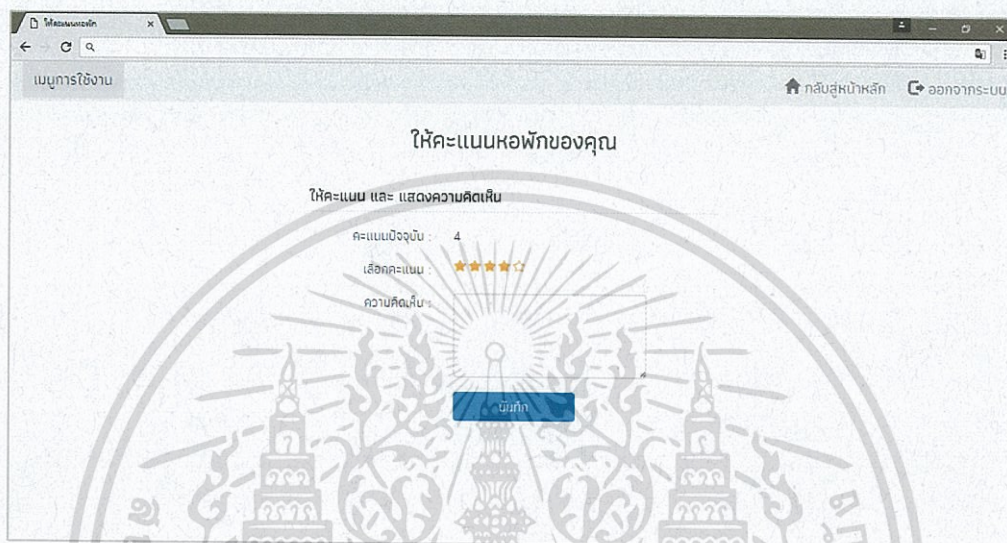 ให้คะแนนหอพัก
เมนูการใช้งาน
กลับสู่หน้าหลัก ออกจากระบบ
ให้คะแนนหอพักของคุณ
ให้คะแนน และ แสดงความคิดเห็น
คะแนนปัจจุบัน : 4
เลือกคะแนน :
ความคิดเห็น :
บันทึก